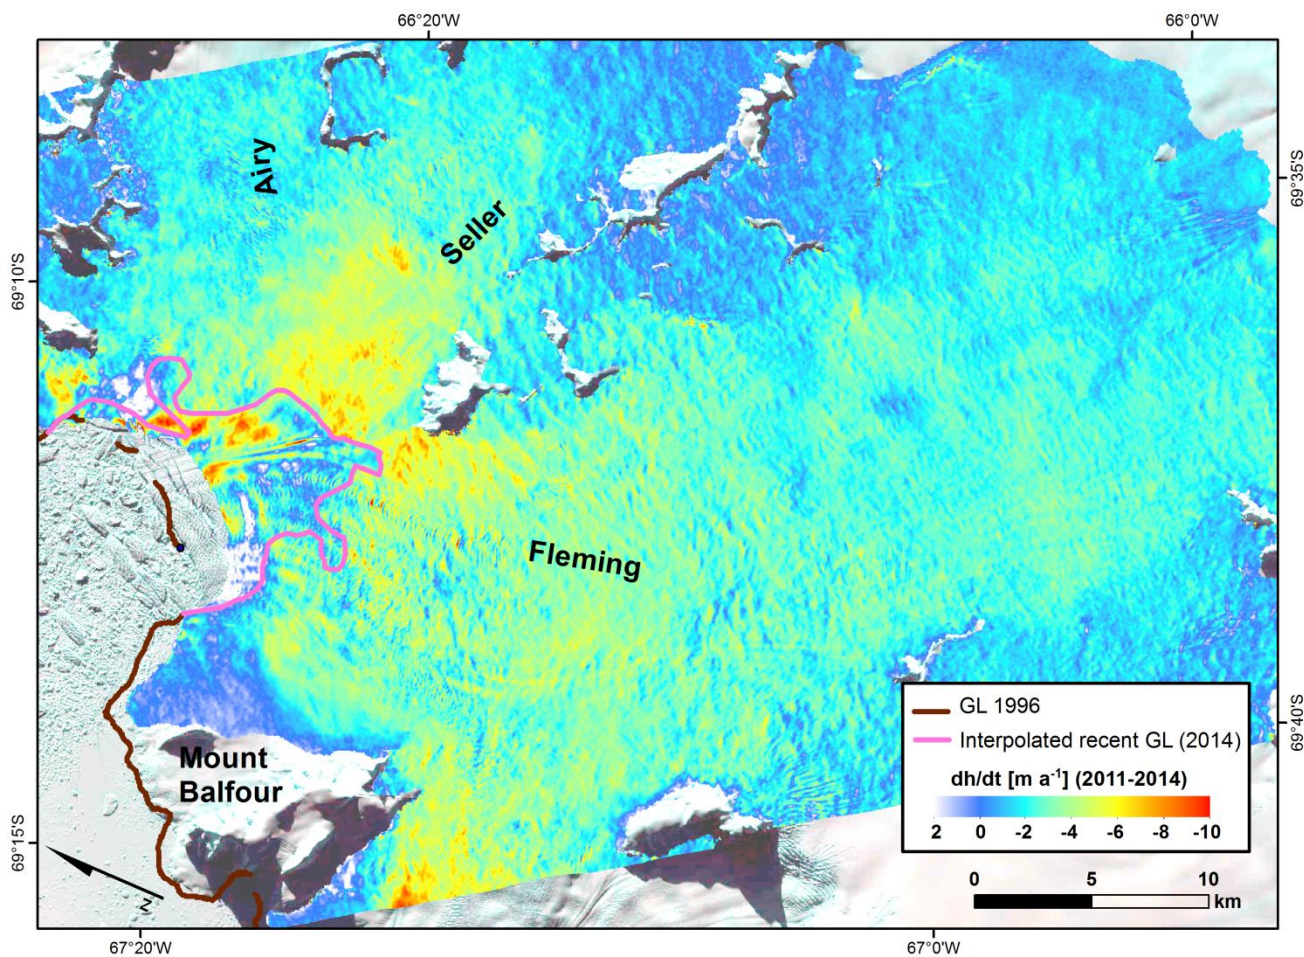 66°20'W
66°0'W
Airy
69°35'S
Seller
69°10'S
Fleming
GL 1996
Interpolated recent GL (2014)
69°40'S
Mount
Balfour
dh/dt [m a⁻¹] (2011-2014)
2 0 -2 -4 -6 -8 -10
69°15'S
0 5 10
km
N
67°20'W
67°0'W